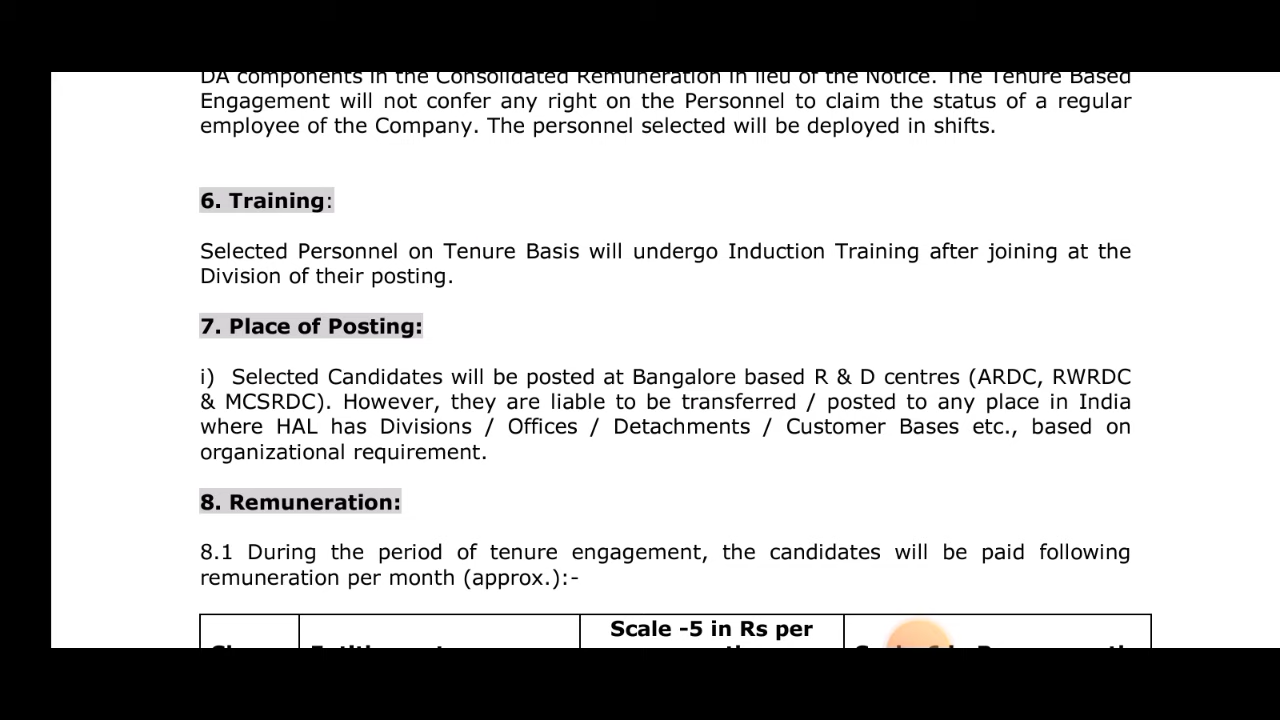 DA components in the Consolidated Remuneration in lieu of the Notice. The Tenure Based
Engagement will not confer any right on the Personnel to claim the status of a regular
employee of the Company. The personnel selected will be deployed in shifts.
6. Training:
Selected Personnel on Tenure Basis will undergo Induction Training after joining at the
Division of their posting.
7. Place of Posting:
i) Selected Candidates will be posted at Bangalore based R & D centres (ARDC, RWRDC
& MCSRDC). However, they are liable to be transferred / posted to any place in India
where HAL has Divisions / Offices / Detachments / Customer Bases etc., based on
organizational requirement.
8. Remuneration:
8.1 During the period of tenure engagement, the candidates will be paid following
remuneration per month (approx.):-
Scale -5 in Rs per